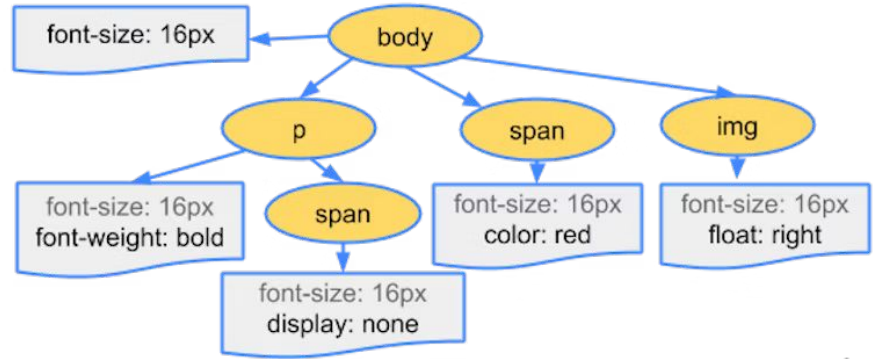 font-size: 16px
body
p
span
img
font-size: 16px
font-weight: bold
span
font-size: 16px
color: red
font-size: 16px
float: right
font-size: 16px
display: none